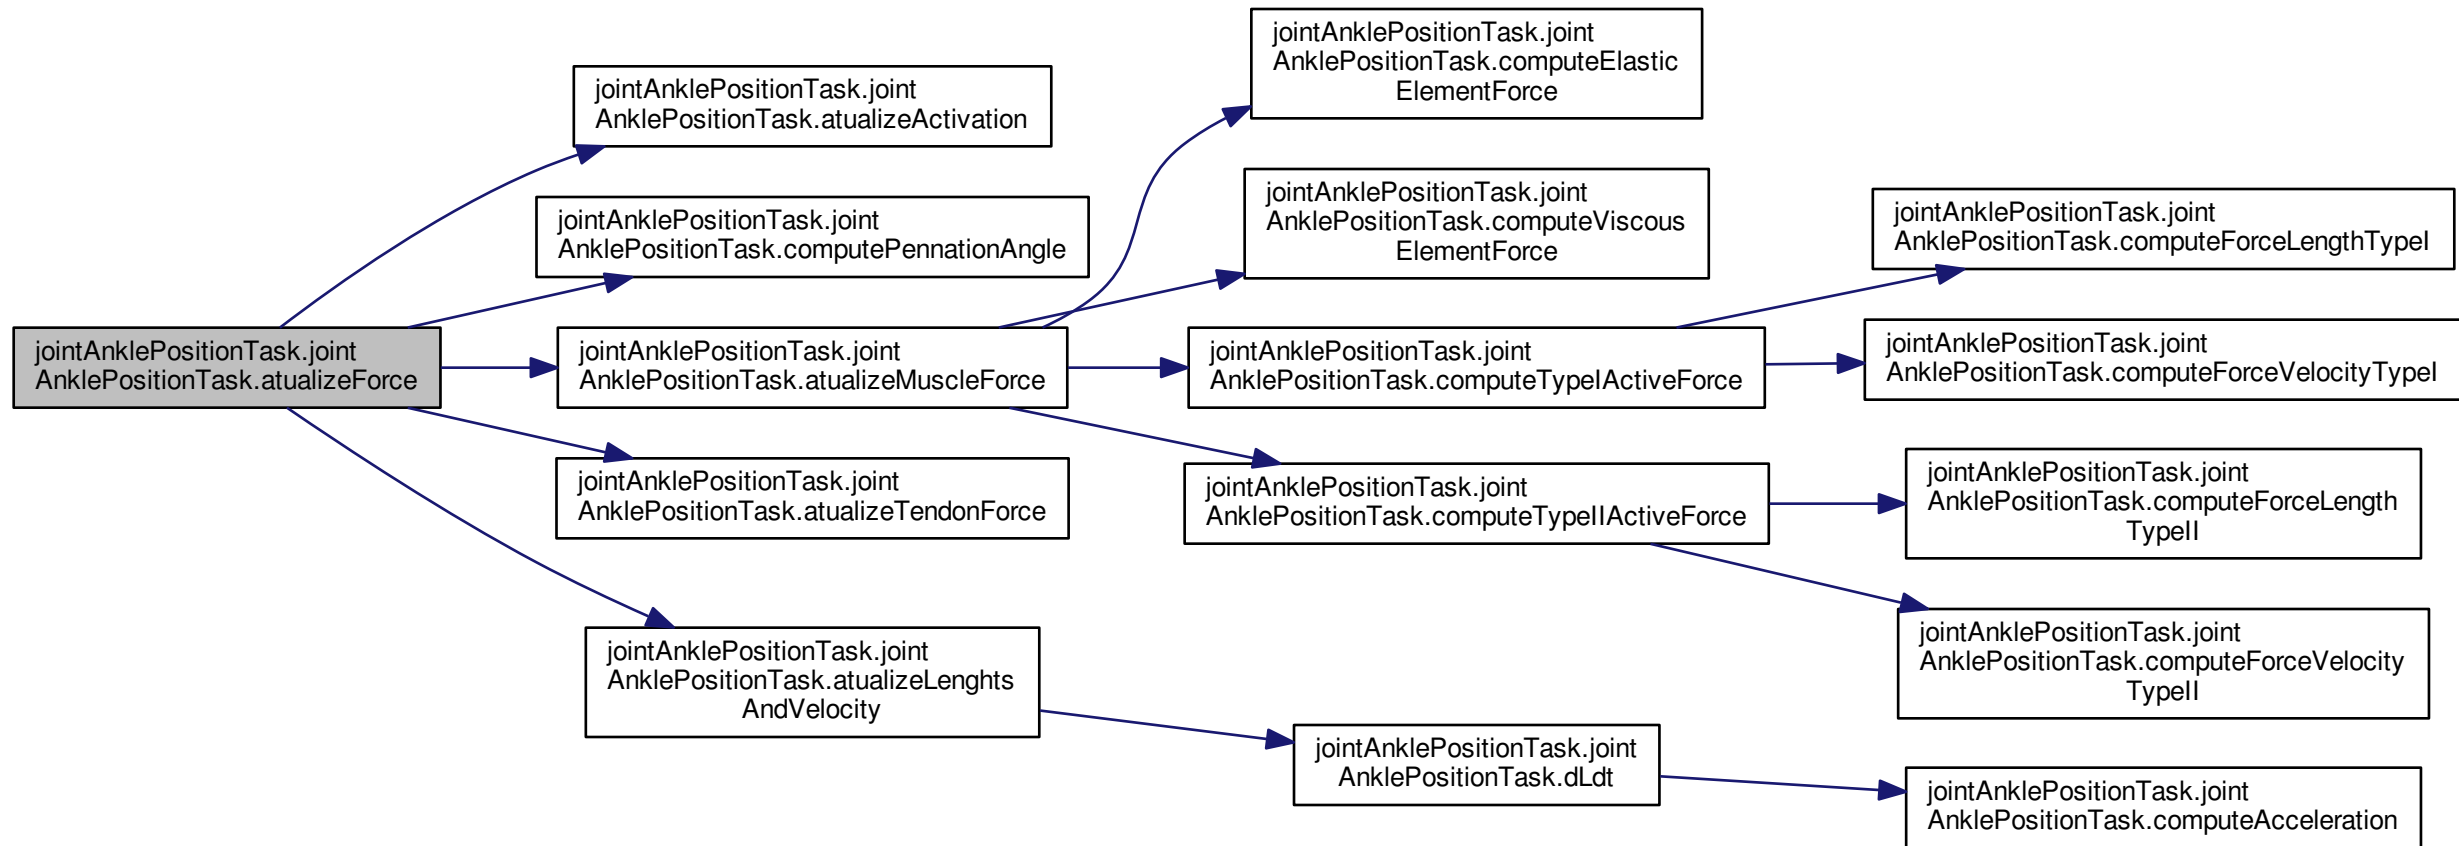 jointAnklePositionTask.joint
AnklePositionTask.atualizeForce
jointAnklePositionTask.joint
AnklePositionTask.atualizeActivation
jointAnklePositionTask.joint
AnklePositionTask.computePennationAngle
jointAnklePositionTask.joint
AnklePositionTask.atualizeMuscleForce
jointAnklePositionTask.joint
AnklePositionTask.atualizeTendonForce
jointAnklePositionTask.joint
AnklePositionTask.atualizeLenghts
AndVelocity
jointAnklePositionTask.joint
AnklePositionTask.computeElastic
ElementForce
jointAnklePositionTask.joint
AnklePositionTask.computeViscous
ElementForce
jointAnklePositionTask.joint
AnklePositionTask.computeTypeIActiveForce
jointAnklePositionTask.joint
AnklePositionTask.computeTypeIIActiveForce
jointAnklePositionTask.joint
AnklePositionTask.dLdt
jointAnklePositionTask.joint
AnklePositionTask.computeForceLengthTypeI
jointAnklePositionTask.joint
AnklePositionTask.computeForceVelocityTypeI
jointAnklePositionTask.joint
AnklePositionTask.computeForceLength
TypeII
jointAnklePositionTask.joint
AnklePositionTask.computeForceVelocity
TypeII
jointAnklePositionTask.joint
AnklePositionTask.computeAcceleration